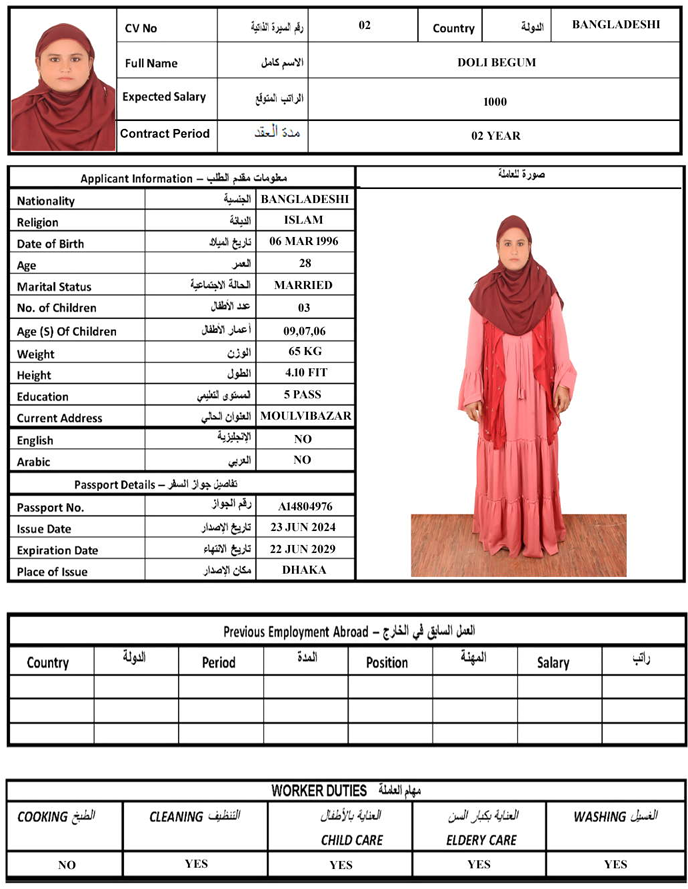 CV No رقم السيرة الذاتية 02 Country الدولة BANGLADESHI
Full Name الاسم كامل DOLI BEGUM
Expected Salary الراتب المتوقع 1000
Contract Period مدة العقد 02 YEAR
Applicant Information – معلومات مقدم الطلب
صورة للعاملة
Nationality الجنسية BANGLADESHI
Religion الديانة ISLAM
Date of Birth تاريخ الميلاد 06 MAR 1996
Age العمر 28
Marital Status الحالة الاجتماعية MARRIED
No. of Children عدد الأطفال 03
Age (S) Of Children أعمار الأطفال 09,07,06
Weight الوزن 65 KG
Height الطول 4.10 FIT
Education المستوى التعليمي 5 PASS
Current Address العنوان الحالي MOULVIBAZAR
English الإنجليزية NO
Arabic العربي NO
Passport Details – تفاصيل جواز السفر
Passport No. رقم الجواز A14804976
Issue Date تاريخ الإصدار 23 JUN 2024
Expiration Date تاريخ الانتهاء 22 JUN 2029
Place of Issue مكان الإصدار DHAKA
Previous Employment Abroad – العمل السابق في الخارج
Country الدولة Period المدة Position المهنة Salary راتب
WORKER DUTIES مهام العاملة
COOKING الطبخ CLEANING التنظيف العناية بالأطفال CHILD CARE العناية بكبار السن ELDERY CARE WASHING الغسيل
NO YES YES YES YES